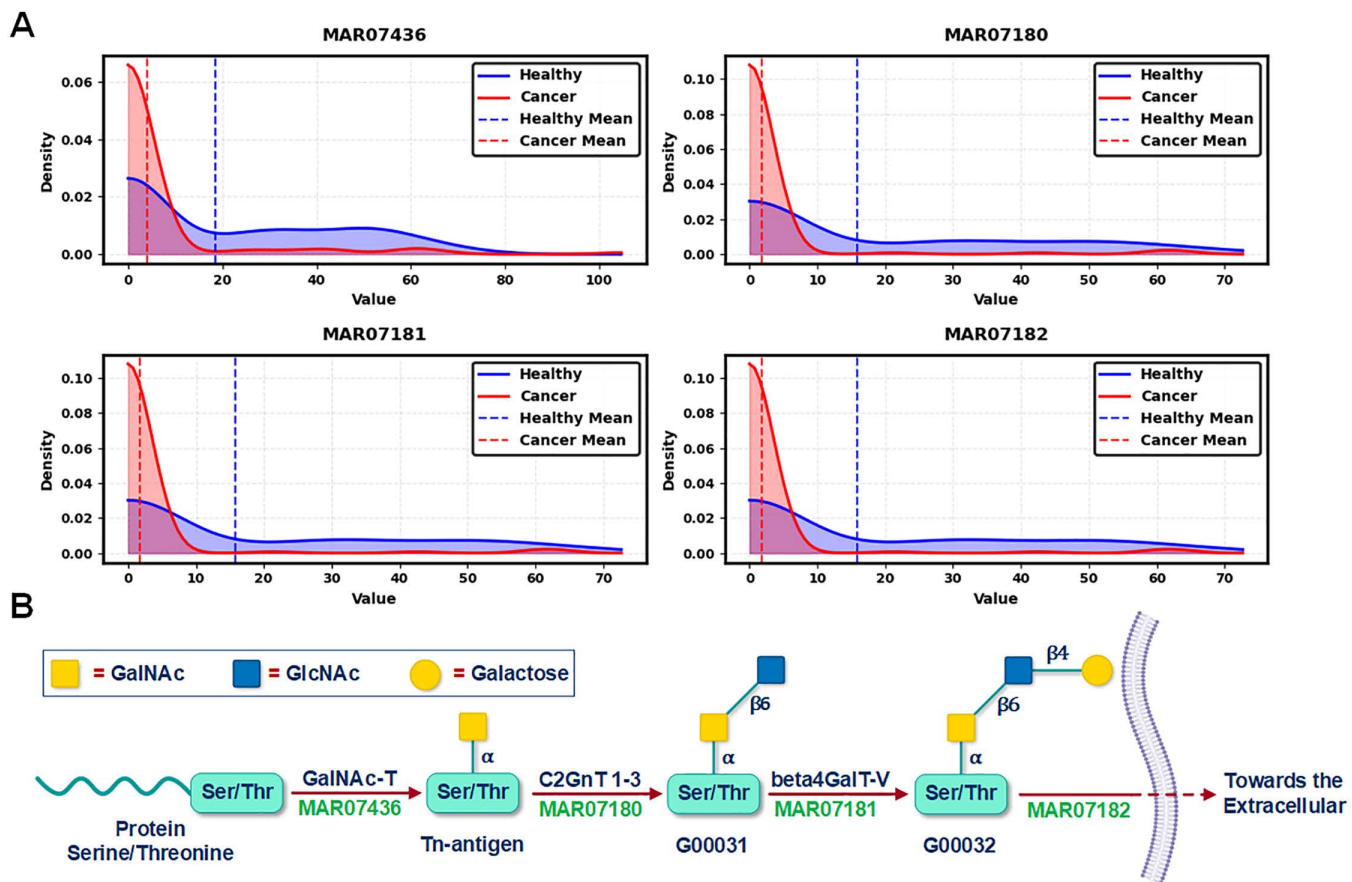 A
MAR07436
Density
0.06
0.04
0.02
0.00
0 20 40 60 80 100
Value
Healthy
Cancer
Healthy Mean
Cancer Mean
MAR07180
Density
0.10
0.08
0.06
0.04
0.02
0.00
0 10 20 30 40 50 60 70
Value
Healthy
Cancer
Healthy Mean
Cancer Mean
MAR07181
Density
0.10
0.08
0.06
0.04
0.02
0.00
0 10 20 30 40 50 60 70
Value
Healthy
Cancer
Healthy Mean
Cancer Mean
MAR07182
Density
0.10
0.08
0.06
0.04
0.02
0.00
0 10 20 30 40 50 60 70
Value
Healthy
Cancer
Healthy Mean
Cancer Mean
B
= GalNAc = GlcNAc = Galactose
Ser/Thr
Protein
Serine/Threonine
GalNAc-T
MAR07436
α
Ser/Thr
Tn-antigen
C2GnT 1-3
MAR07180
β6
α
Ser/Thr
G00031
beta4GalT-V
MAR07181
β4
β6
α
Ser/Thr
G00032
MAR07182
Towards the
Extracellular